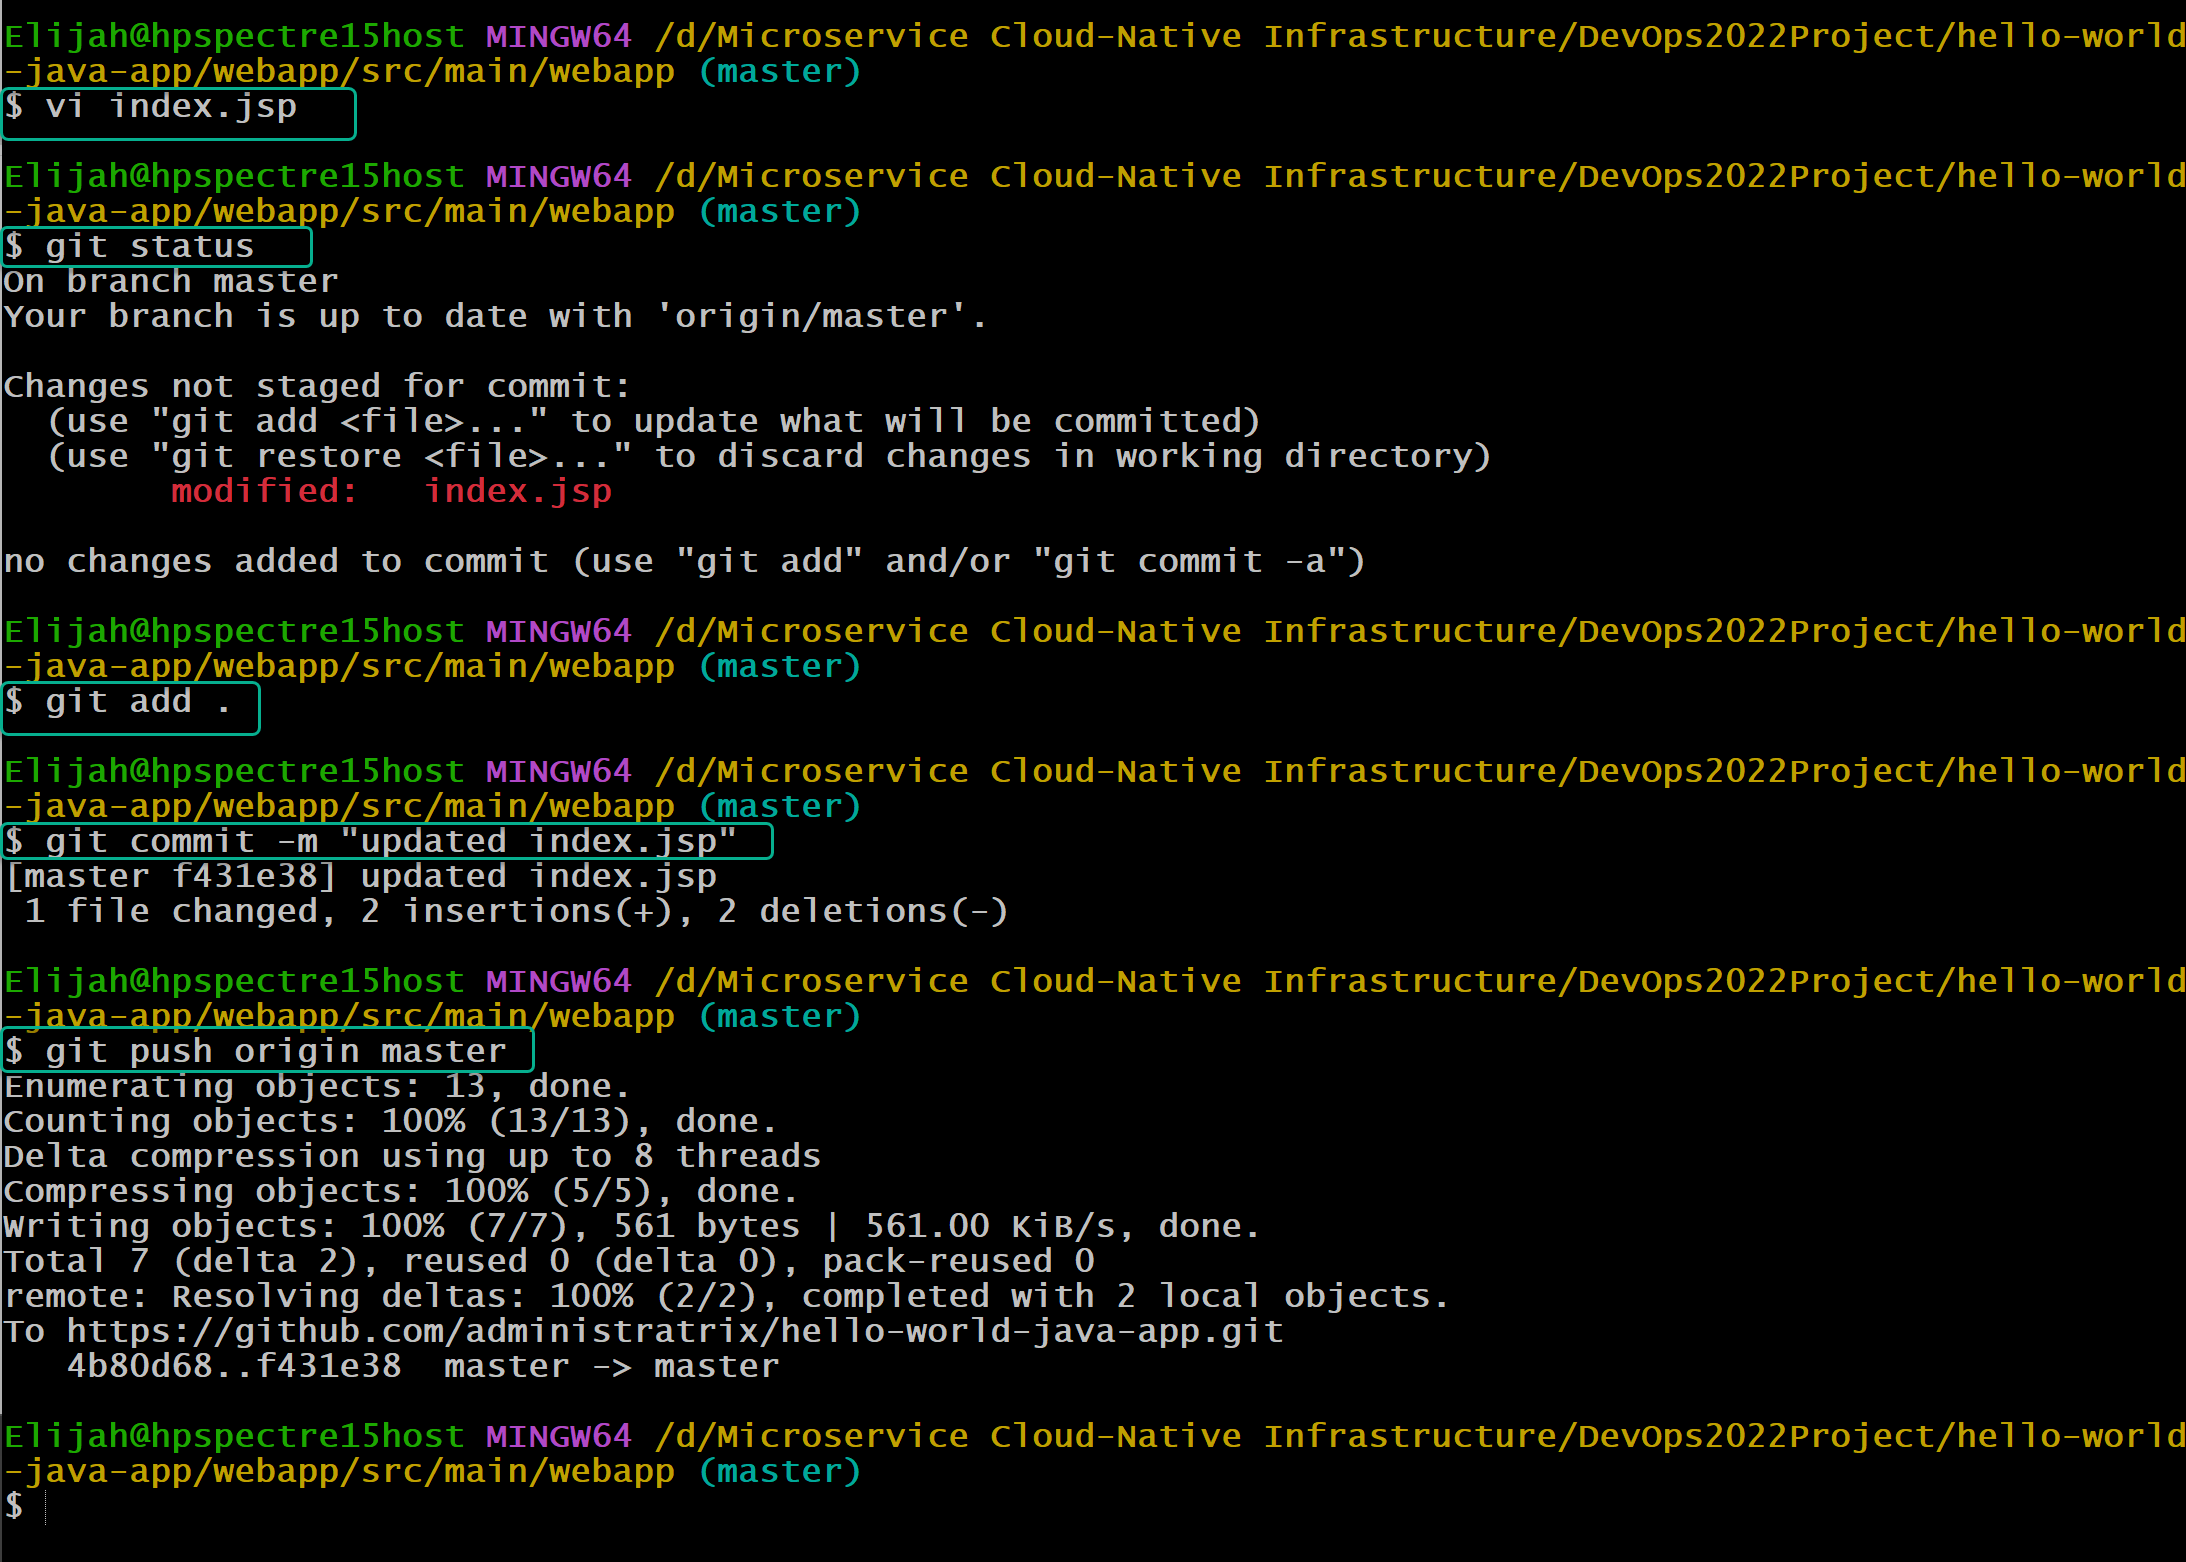 Elijah@hpspectre15host MINGW64 /d/Microservice Cloud-Native Infrastructure/DevOps2022Project/hello-world
-java-app/webapp/src/main/webapp (master)
$ vi index.jsp
Elijah@hpspectre15host MINGW64 /d/Microservice Cloud-Native Infrastructure/DevOps2022Project/hello-world
-java-app/webapp/src/main/webapp (master)
$ git status
On branch master
Your branch is up to date with 'origin/master'.
Changes not staged for commit:
  (use "git add <file>..." to update what will be committed)
  (use "git restore <file>..." to discard changes in working directory)
        modified:   index.jsp
no changes added to commit (use "git add" and/or "git commit -a")
Elijah@hpspectre15host MINGW64 /d/Microservice Cloud-Native Infrastructure/DevOps2022Project/hello-world
-java-app/webapp/src/main/webapp (master)
$ git add .
Elijah@hpspectre15host MINGW64 /d/Microservice Cloud-Native Infrastructure/DevOps2022Project/hello-world
-java-app/webapp/src/main/webapp (master)
$ git commit -m "updated index.jsp"
[master f431e38] updated index.jsp
 1 file changed, 2 insertions(+), 2 deletions(-)
Elijah@hpspectre15host MINGW64 /d/Microservice Cloud-Native Infrastructure/DevOps2022Project/hello-world
-java-app/webapp/src/main/webapp (master)
$ git push origin master
Enumerating objects: 13, done.
Counting objects: 100% (13/13), done.
Delta compression using up to 8 threads
Compressing objects: 100% (5/5), done.
Writing objects: 100% (7/7), 561 bytes | 561.00 KiB/s, done.
Total 7 (delta 2), reused 0 (delta 0), pack-reused 0
remote: Resolving deltas: 100% (2/2), completed with 2 local objects.
To https://github.com/administratrix/hello-world-java-app.git
   4b80d68..f431e38  master -> master
Elijah@hpspectre15host MINGW64 /d/Microservice Cloud-Native Infrastructure/DevOps2022Project/hello-world
-java-app/webapp/src/main/webapp (master)
$